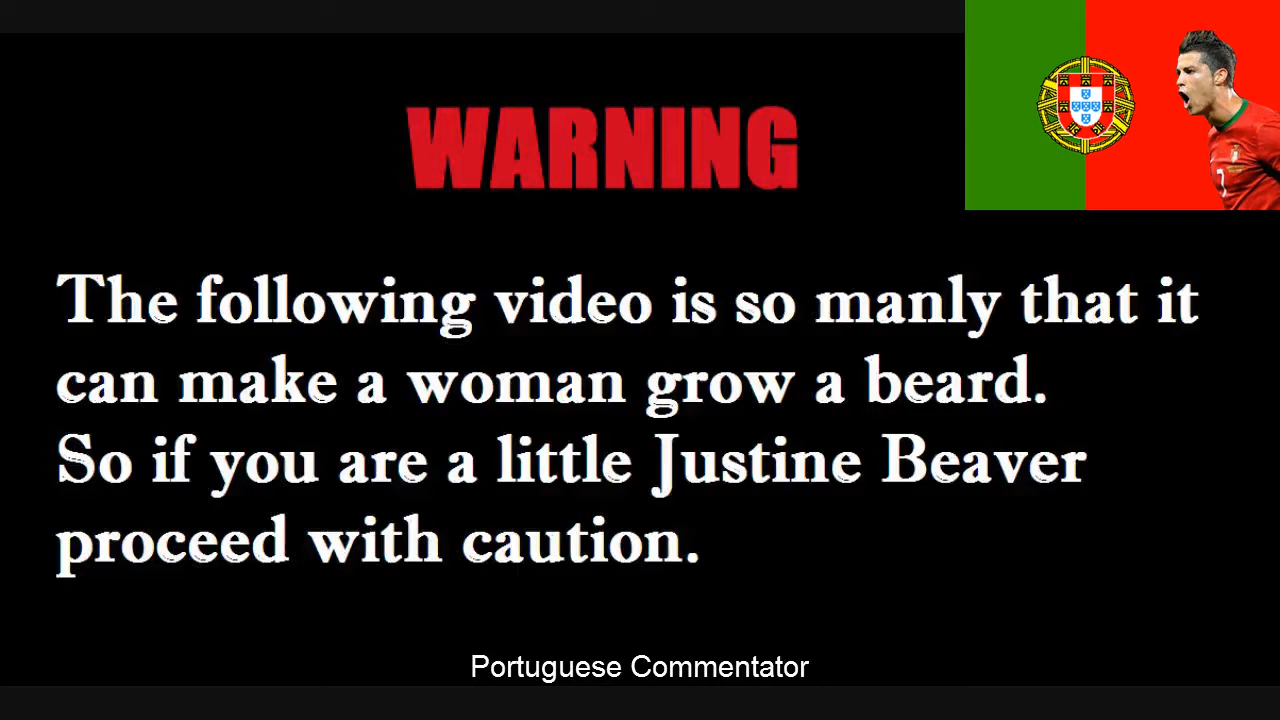 WARNING
The following video is so manly that it
can make a woman grow a beard.
So if you are a little Justine Beaver
proceed with caution.
7
Portuguese Commentator